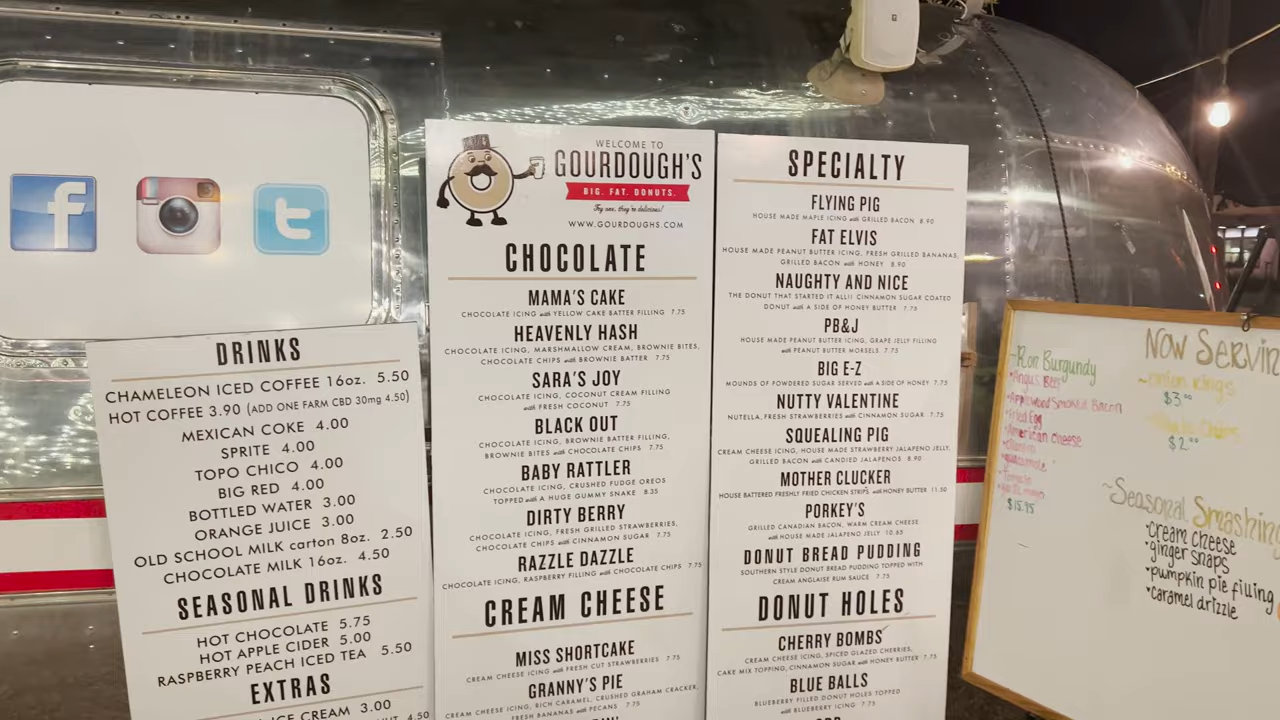 DRINKS
CHAMELEON ICED COFFEE 16oz. 5.50
HOT COFFEE 3.90 (ADD ONE FARM CBD 30mg 4.50)
MEXICAN COKE 4.00
SPRITE 4.00
TOPO CHICO 4.00
BIG RED 4.00
BOTTLED WATER 3.00
ORANGE JUICE 3.00
OLD SCHOOL MILK carton 8oz. 2.50
CHOCOLATE MILK 16oz. 4.50
SEASONAL DRINKS
HOT CHOCOLATE 5.75
HOT APPLE CIDER 5.00
RASPBERRY PEACH ICED TEA 5.50
EXTRAS
ICE CREAM 3.00
4.50
WELCOME TO
GOURDOUGH'S
BIG. FAT. DONUTS.
Try one, they're delicious!
WWW.GOURDOUGHS.COM
CHOCOLATE
MAMA'S CAKE
CHOCOLATE ICING with YELLOW CAKE BATTER FILLING 7.75
HEAVENLY HASH
CHOCOLATE ICING, MARSHMALLOW CREAM, BROWNIE BITES,
CHOCOLATE CHIPS with BROWNIE BATTER 7.75
SARA'S JOY
CHOCOLATE ICING, COCONUT CREAM FILLING
with FRESH COCONUT 7.75
BLACK OUT
CHOCOLATE ICING, BROWNIE BATTER FILLING,
BROWNIE BITES with CHOCOLATE CHIPS 7.75
BABY RATTLER
CHOCOLATE ICING, CRUSHED FUDGE OREOS
TOPPED with A HUGE GUMMY SNAKE 8.35
DIRTY BERRY
CHOCOLATE ICING, FRESH GRILLED STRAWBERRIES,
CHOCOLATE CHIPS with CINNAMON SUGAR 7.75
RAZZLE DAZZLE
CHOCOLATE ICING, RASPBERRY FILLING with CHOCOLATE CHIPS 7.75
CREAM CHEESE
MISS SHORTCAKE
CREAM CHEESE ICING with FRESH CUT STRAWBERRIES 7.75
GRANNY'S PIE
CREAM CHEESE ICING, RICH CARAMEL, CRUSHED GRAHAM CRACKER,
FRESH BANANAS with PECANS 7.75
SPECIALTY
FLYING PIG
HOUSE MADE MAPLE ICING with GRILLED BACON 8.90
FAT ELVIS
HOUSE MADE PEANUT BUTTER ICING, FRESH GRILLED BANANAS,
GRILLED BACON with HONEY 8.90
NAUGHTY AND NICE
THE DONUT THAT STARTED IT ALL!! CINNAMON SUGAR COATED
DONUT with A SIDE OF HONEY BUTTER 7.75
PB&J
HOUSE MADE PEANUT BUTTER ICING, GRAPE JELLY FILLING
with PEANUT BUTTER MORSELS 7.75
BIG E-Z
MOUNDS OF POWDERED SUGAR SERVED with A SIDE OF HONEY 7.75
NUTTY VALENTINE
NUTELLA, FRESH STRAWBERRIES with CINNAMON SUGAR 7.75
SQUEALING PIG
CREAM CHEESE ICING, HOUSE MADE STRAWBERRY JALAPENO JELLY,
GRILLED BACON with CANDIED JALAPENOS 8.90
MOTHER CLUCKER
HOUSE BATTERED FRESHLY FRIED CHICKEN STRIPS with HONEY BUTTER 11.50
PORKEY'S
GRILLED CANADIAN BACON, WARM CREAM CHEESE
with HOUSE MADE JALAPENO JELLY 10.65
DONUT BREAD PUDDING
SOUTHERN STYLE DONUT BREAD PUDDING TOPPED WITH
CREAM ANGLAISE RUM SAUCE 7.75
DONUT HOLES
CHERRY BOMBS
CREAM CHEESE ICING, SPICED GLAZED CHERRIES,
CAKE MIX TOPPING, CINNAMON SUGAR with HONEY BUTTER 7.75
BLUE BALLS
BLUEBERRY FILLED DONUT HOLES TOPPED
with BLUEBERRY ICING 7.75
~Ron Burgundy
•Angus Beef
•Applewood Smoked Bacon
•Fried Egg
•American cheese
•Tomato
$15.95
Now Servin
~onion rings
$3.00
$2.00
~Seasonal Smashing
•Cream cheese
•ginger snaps
•pumpkin pie filling
•caramel drizzle